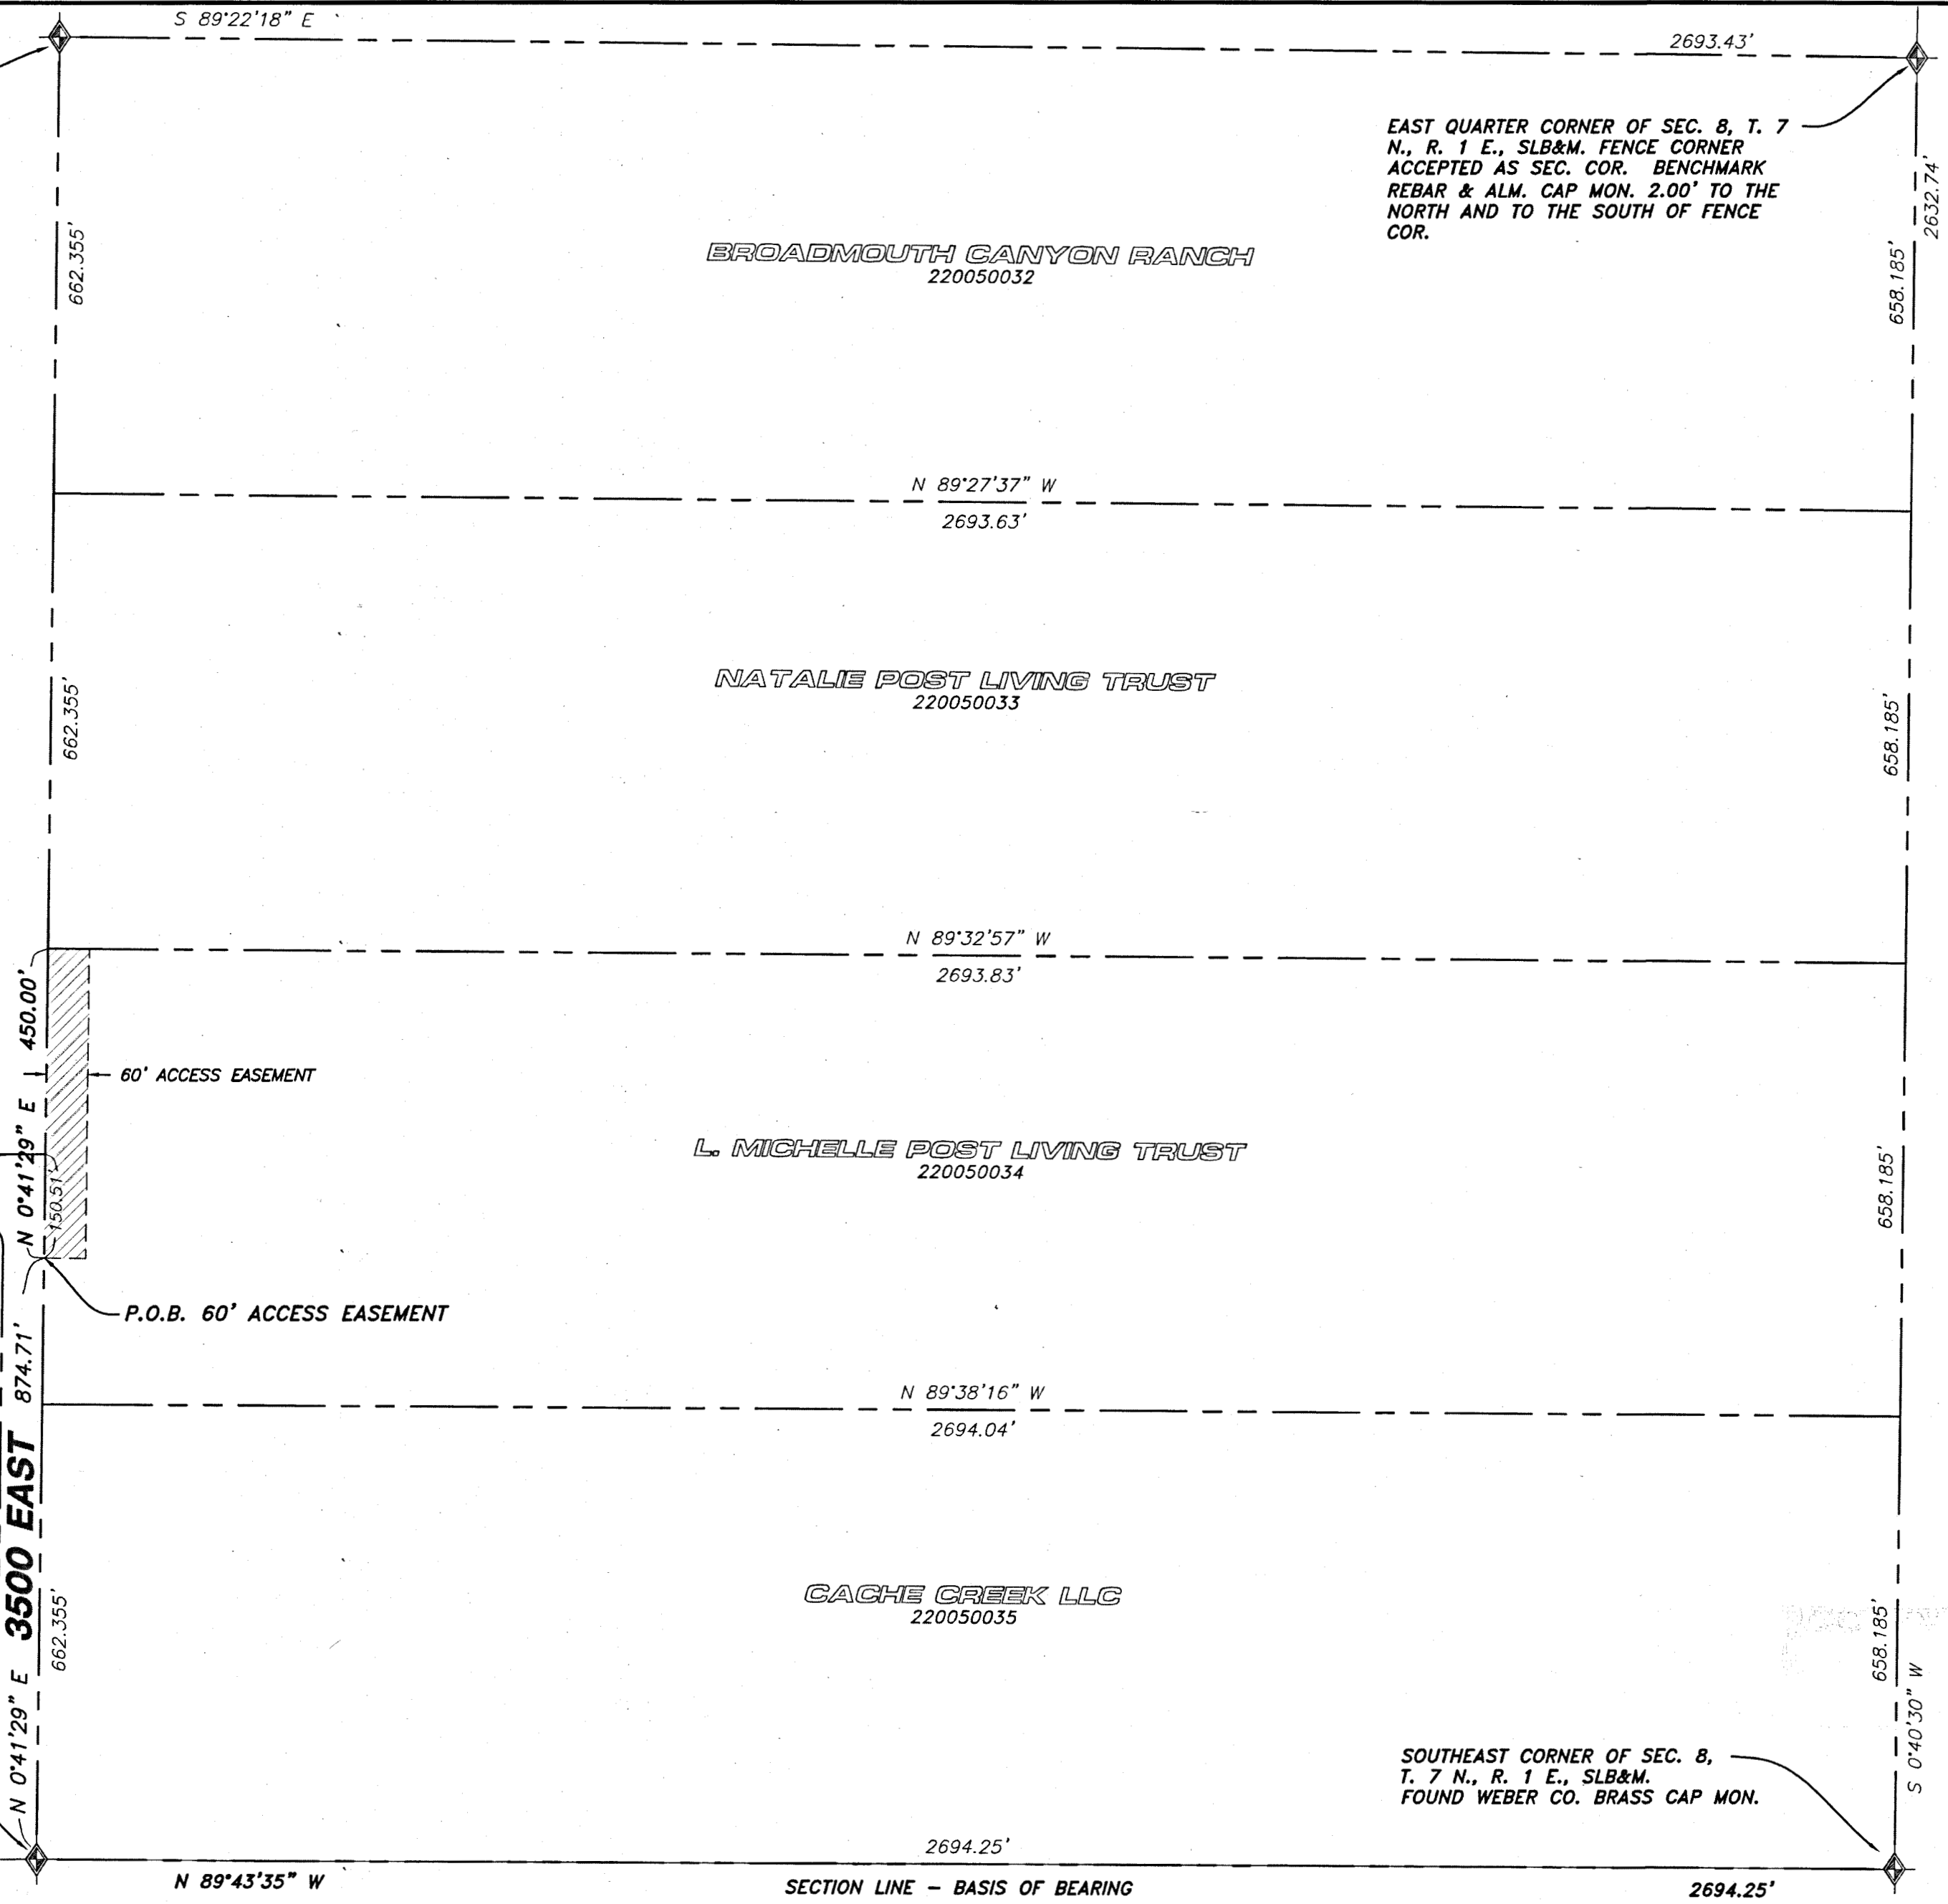 S 89°22'18" E
2693.43'
EAST QUARTER CORNER OF SEC. 8, T. 7
N., R. 1 E., SLB&M. FENCE CORNER
ACCEPTED AS SEC. COR. BENCHMARK
REBAR & ALM. CAP MON. 2.00' TO THE
NORTH AND TO THE SOUTH OF FENCE
COR.
2632.74'
662.355'
658.185'
BROADMOUTH CANYON RANCH
220050032
N 89°27'37" W
2693.63'
662.355'
658.185'
NATALIE POST LIVING TRUST
220050033
N 89°32'57" W
2693.83'
450.00'
60' ACCESS EASEMENT
N 0°41'29" E
150.51'
L. MICHELLE POST LIVING TRUST
220050034
658.185'
P.O.B. 60' ACCESS EASEMENT
874.71'
N 89°38'16" W
2694.04'
3500 EAST
662.355'
CACHE CREEK LLC
220050035
658.185'
N 0°41'29" E
S 0°40'30" W
SOUTHEAST CORNER OF SEC. 8,
T. 7 N., R. 1 E., SLB&M.
FOUND WEBER CO. BRASS CAP MON.
2694.25'
N 89°43'35" W
SECTION LINE - BASIS OF BEARING
2694.25'